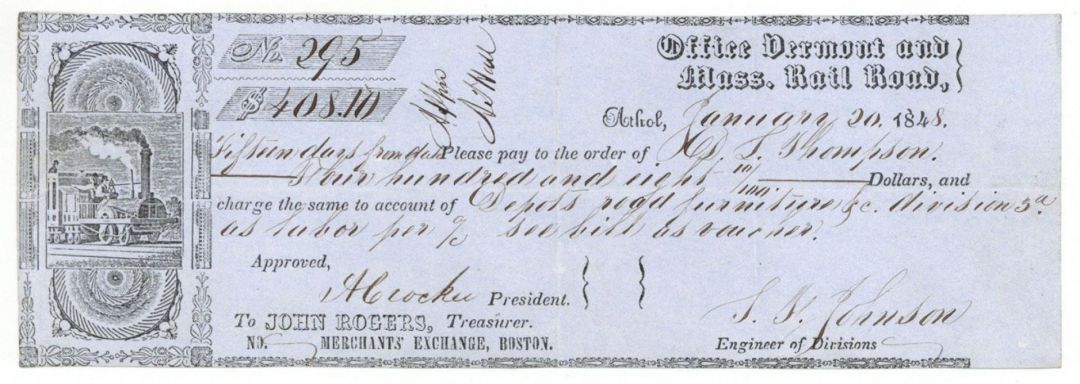 No. 295
$ 408.10
Office Vermont and
Mass. Rail Road,
Athol, January 20. 1848.
Fifteen days from date Please pay to the order of D. S. Thompson.
Four hundred and eight 10/100 Dollars, and
charge the same to account of Depots road furniture &c. division 3d.
as labor per a/c see bill as voucher.
Approved,
A Crocker President.
S. F. Johnson
To JOHN ROGERS, Treasurer.
NO. MERCHANTS' EXCHANGE, BOSTON.
Engineer of Divisions